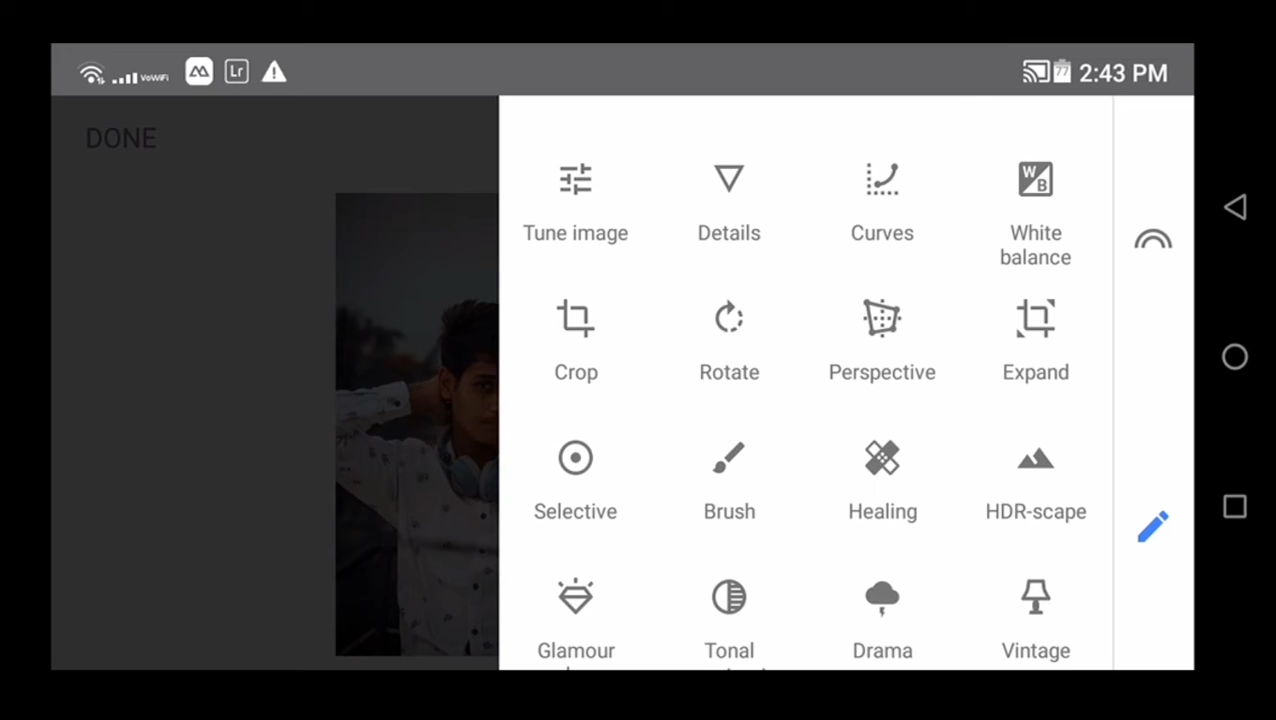 VoWiFi Lr 77 2:43 PM
DONE
Tune image Details Curves White balance
Crop Rotate Perspective Expand
Selective Brush Healing HDR-scape
Glamour Tonal Drama Vintage